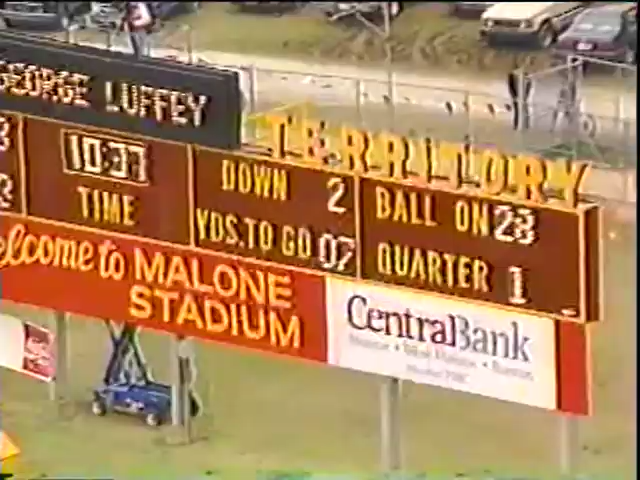 GEORGE LUFFEY
TERRITORY
10:37
TIME
DOWN 2
YDS.TO GO 07
BALL ON 28
QUARTER 1
Welcome to MALONE
STADIUM
CentralBank